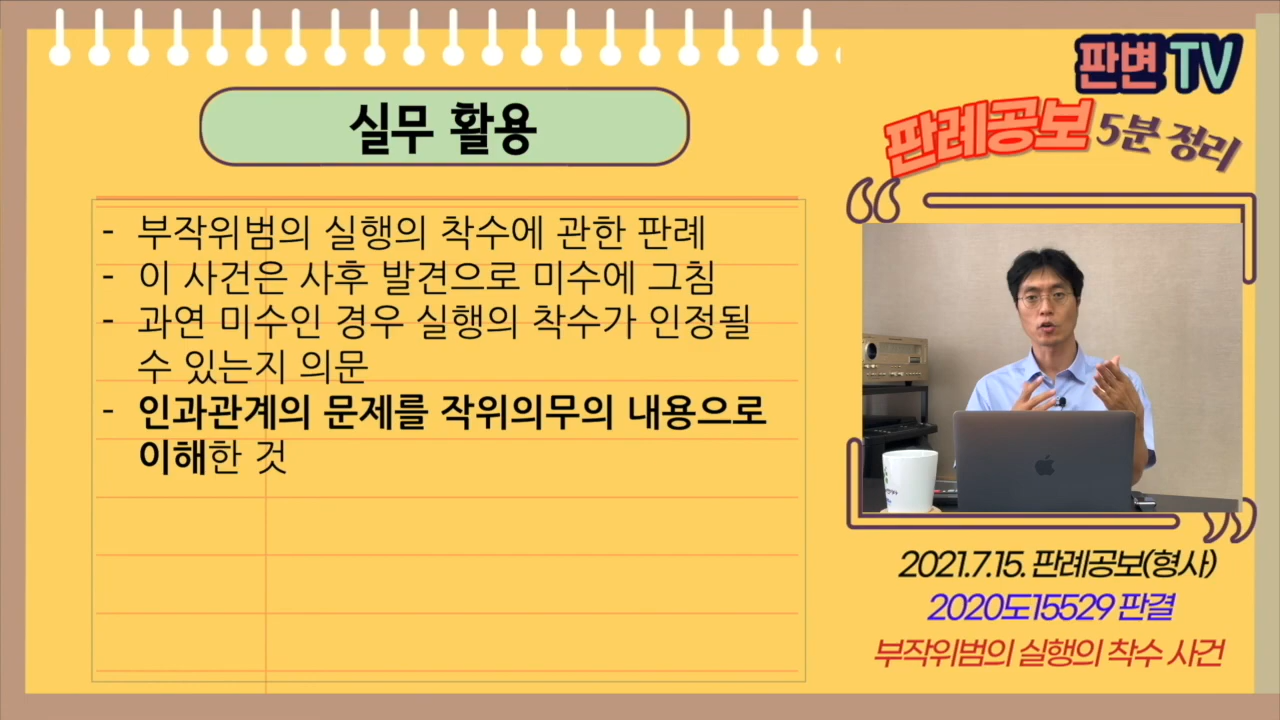 실무 활용
- 부작위범의 실행의 착수에 관한 판례
- 이 사건은 사후 발견으로 미수에 그침
- 과연 미수인 경우 실행의 착수가 인정될
수 있는지 의문
- 인과관계의 문제를 작위의무의 내용으로
이해한 것
판변 TV
판례공보 5분 정리
2021.7.15. 판례공보(형사)
2020도15529 판결
부작위범의 실행의 착수 사건